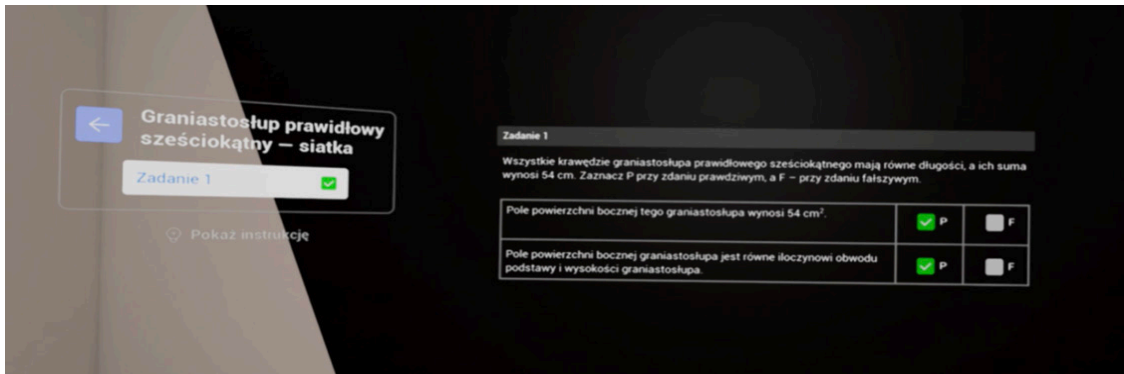 Graniastosłup prawidłowy
sześciokątny — siatka
Zadanie 1
Pokaż instrukcję
Zadanie 1
Wszystkie krawędzie graniastosłupa prawidłowego sześciokątnego mają równe długości, a ich suma
wynosi 54 cm. Zaznacz P przy zdaniu prawdziwym, a F – przy zdaniu fałszywym.
Pole powierzchni bocznej tego graniastosłupa wynosi 54 cm².
P
F
Pole powierzchni bocznej graniastosłupa jest równe iloczynowi obwodu
podstawy i wysokości graniastosłupa.
P
F